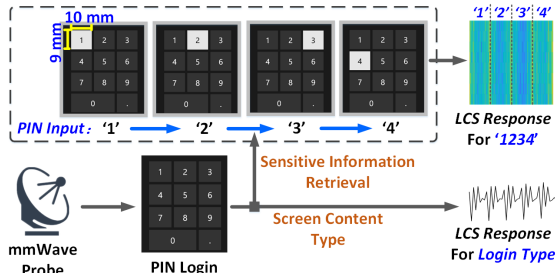 10 mm
9 mm
1 2 3
4 5 6
7 8 9
0 .
1 2 3
4 5 6
7 8 9
0 .
1 2 3
4 5 6
7 8 9
0 .
1 2 3
4 5 6
7 8 9
0 .
PIN Input: '1' '2' '3' '4'
'1' '2' '3' '4'
LCS Response
For '1234'
Sensitive Information
Retrieval
1 2 3
4 5 6
7 8 9
0 .
Screen Content
Type
mmWave
Probe
PIN Login
LCS Response
For Login Type